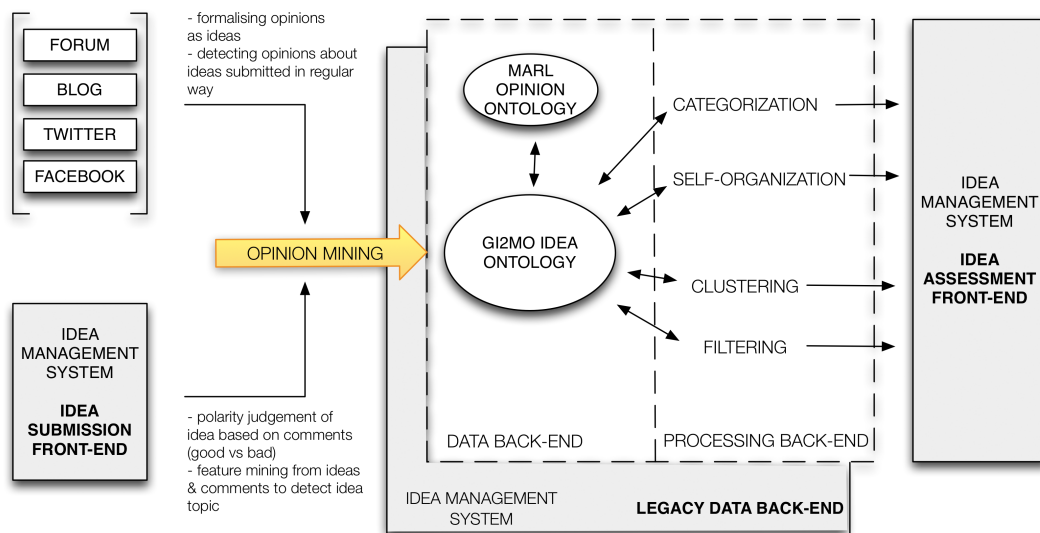 FORUM
BLOG
TWITTER
FACEBOOK
- formalising opinions
as ideas
- detecting opinions about
ideas submitted in regular
way
OPINION MINING
IDEA
MANAGEMENT
SYSTEM
IDEA
SUBMISSION
FRONT-END
- polarity judgement of
idea based on comments
(good vs bad)
- feature mining from ideas
& comments to detect idea
topic
MARL
OPINION
ONTOLOGY
GI2MO IDEA
ONTOLOGY
DATA BACK-END
CATEGORIZATION
SELF-ORGANIZATION
CLUSTERING
FILTERING
PROCESSING BACK-END
IDEA MANAGEMENT
SYSTEM
LEGACY DATA BACK-END
IDEA
MANAGEMENT
SYSTEM
IDEA
ASSESSMENT
FRONT-END